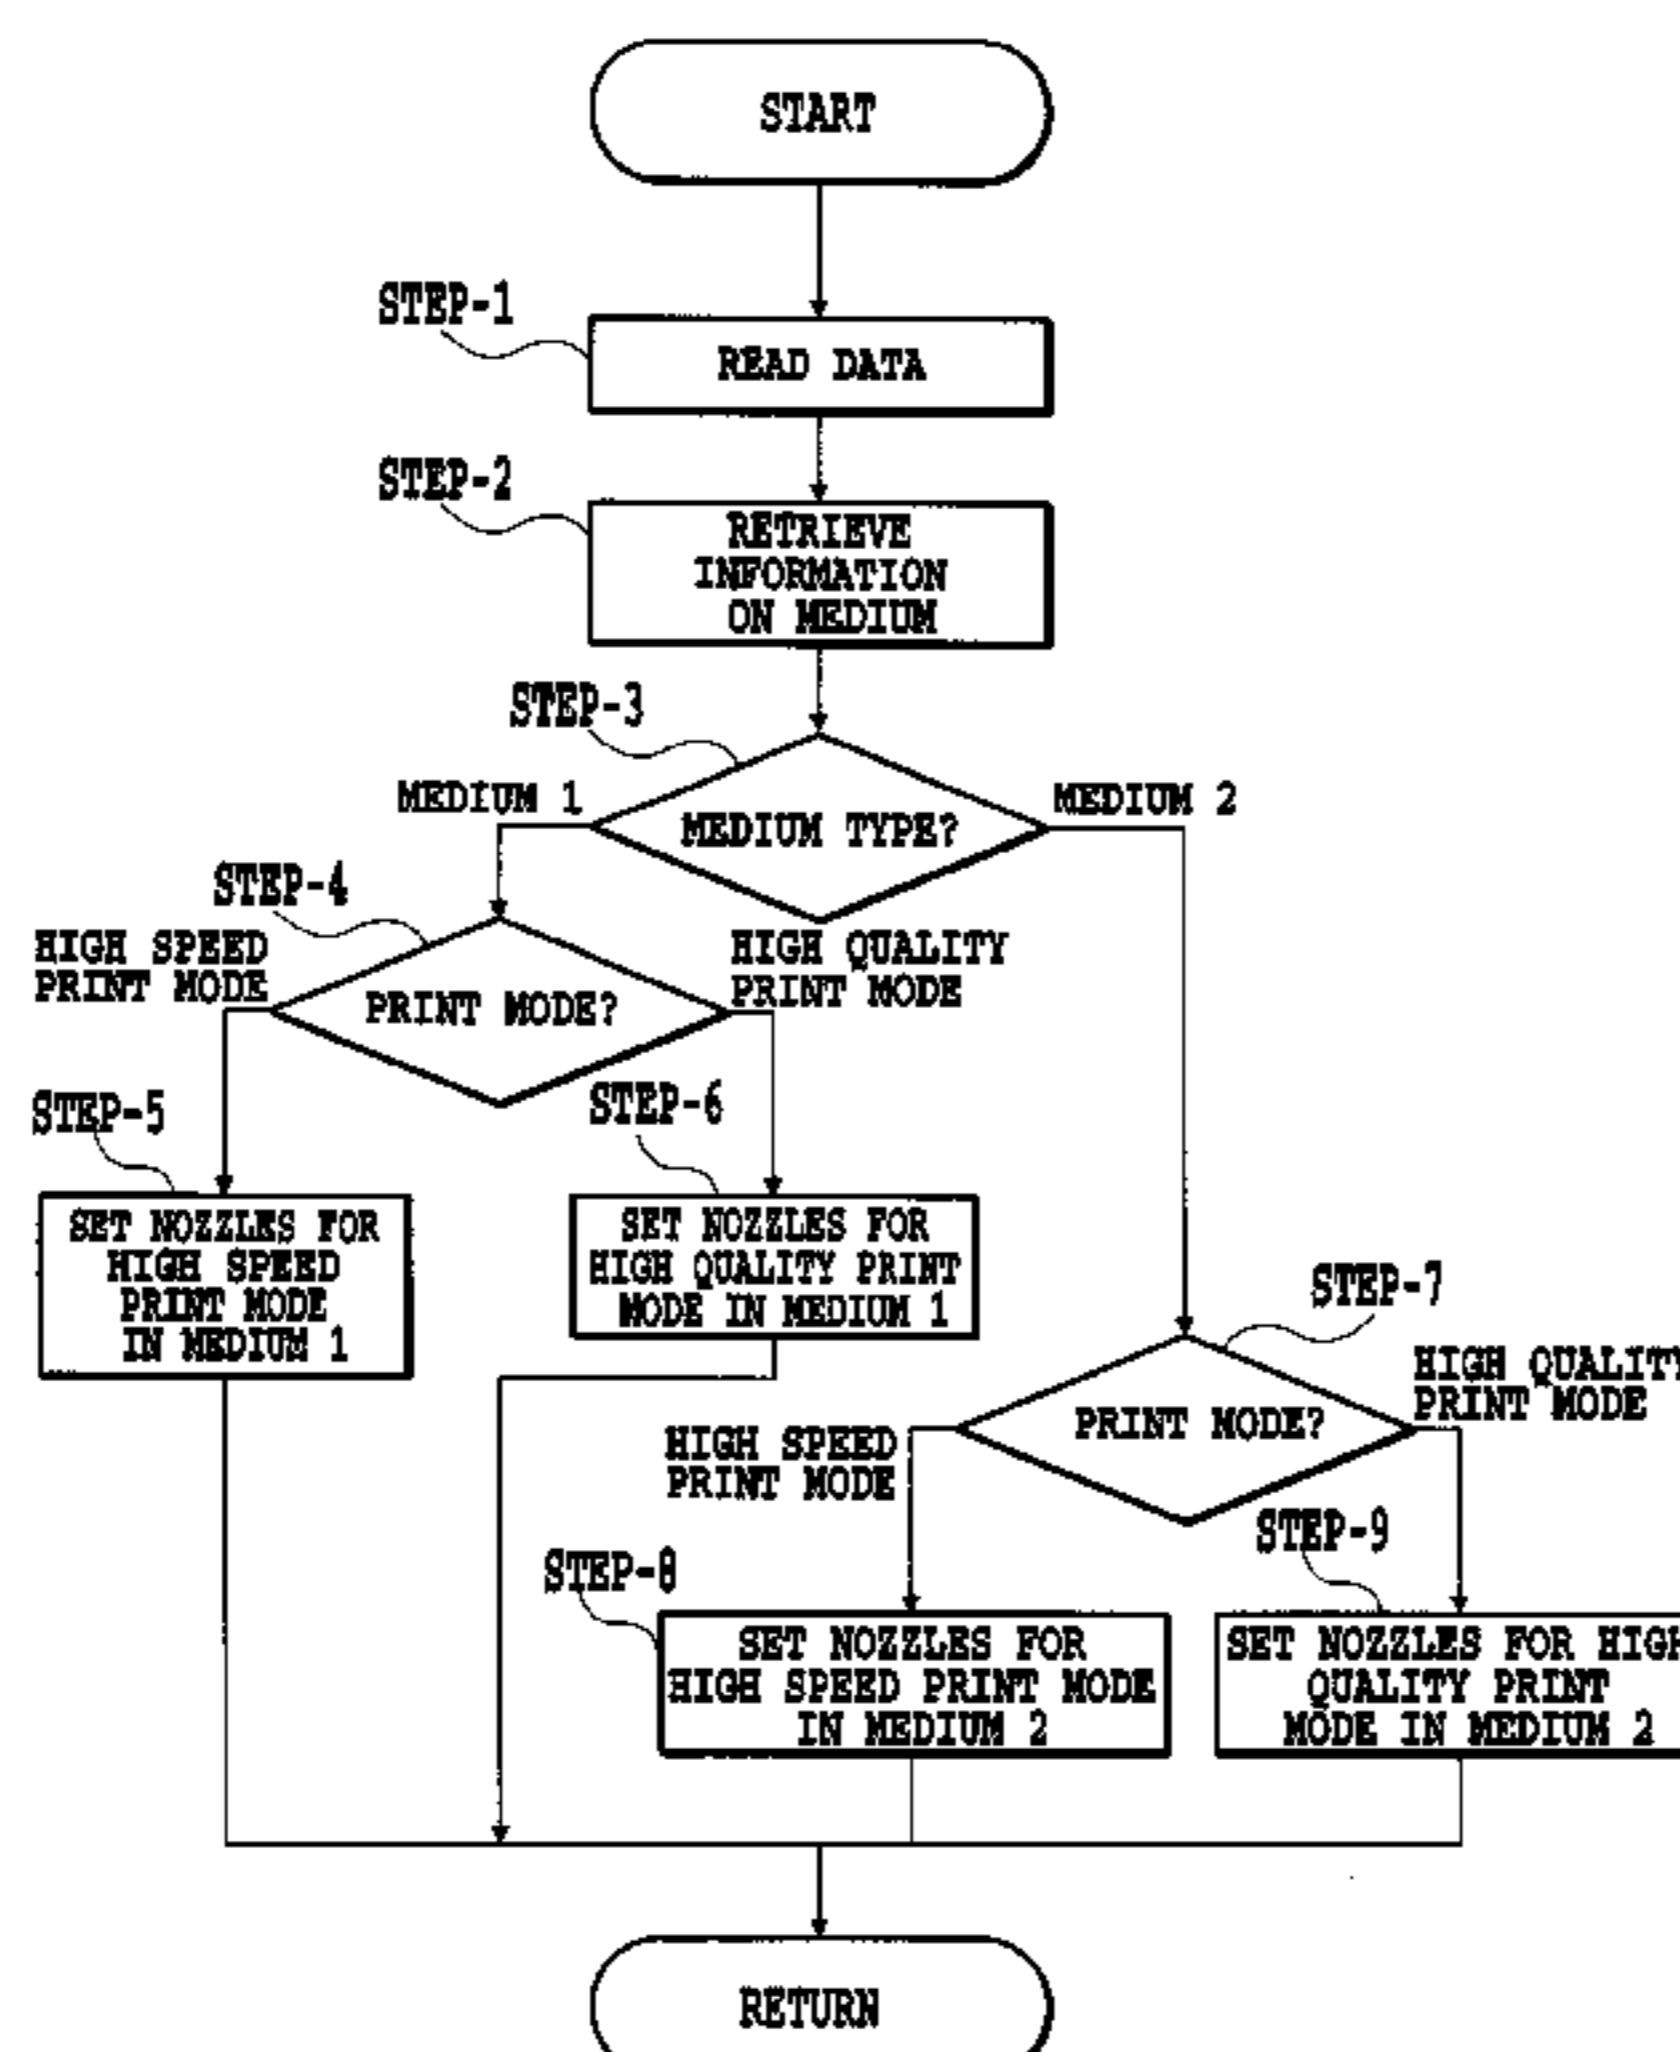 START
STEP-1
READ DATA
STEP-2
RETRIEVE
INFORMATION
ON MEDIUM
STEP-3
MEDIUM 1
MEDIUM TYPE?
MEDIUM 2
STEP-4
HIGH SPEED
PRINT MODE
PRINT MODE?
HIGH QUALITY
PRINT MODE
STEP-5
SET NOZZLES FOR
HIGH SPEED
PRINT MODE
IN MEDIUM 1
STEP-6
SET NOZZLES FOR
HIGH QUALITY PRINT
MODE IN MEDIUM 1
STEP-7
HIGH SPEED
PRINT MODE
PRINT MODE?
HIGH QUALITY
PRINT MODE
STEP-8
SET NOZZLES FOR
HIGH SPEED PRINT MODE
IN MEDIUM 2
STEP-9
SET NOZZLES FOR HIGH
QUALITY PRINT
MODE IN MEDIUM 2
RETURN